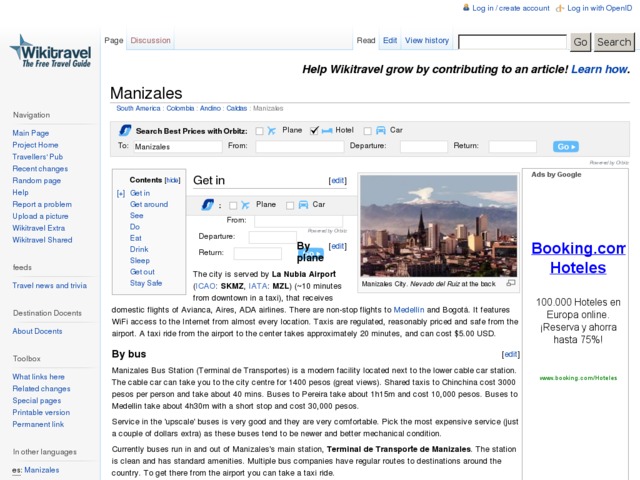 Log in / create account Log in with OpenID
Wikitravel
The Free Travel Guide
Page Discussion Read Edit View history Go Search
Help Wikitravel grow by contributing to an article! Learn how.
Manizales
South America : Colombia : Andino : Caldas : Manizales
Search Best Prices with Orbitz: Plane Hotel Car
To: Manizales From: Departure: Return: Go
Powered by Orbitz
Navigation
Main Page
Project Home
Travellers' Pub
Recent changes
Random page
Help
Report a problem
Upload a picture
Wikitravel Extra
Wikitravel Shared
feeds
Travel news and trivia
Destination Docents
About Docents
Toolbox
What links here
Related changes
Special pages
Printable version
Permanent link
In other languages
es: Manizales
Contents [hide]
[+] Get in
Get around
See
Do
Eat
Drink
Sleep
Get out
Stay Safe
Get in [edit]
: Plane Car
From:
Powered by Orbitz
Departure:
Return:
By plane [edit]
Manizales City. Nevado del Ruiz at the back
The city is served by La Nubia Airport
(ICAO: SKMZ, IATA: MZL) (~10 minutes
from downtown in a taxi), that receives
domestic flights of Avianca, Aires, ADA airlines. There are non-stop flights to Medellin and Bogotá. It features
WiFi access to the Internet from almost every location. Taxis are regulated, reasonably priced and safe from the
airport. A taxi ride from the airport to the center takes approximately 20 minutes, and can cost $5.00 USD.
By bus [edit]
Manizales Bus Station (Terminal de Transportes) is a modern facility located next to the lower cable car station.
The cable car can take you to the city centre for 1400 pesos (great views). Shared taxis to Chinchina cost 3000
pesos per person and take about 40 mins. Buses to Pereira take about 1h15m and cost 10,000 pesos. Buses to
Medellin take about 4h30m with a short stop and cost 30,000 pesos.
Service in the 'upscale' buses is very good and they are very comfortable. Pick the most expensive service (just
a couple of dollars extra) as these buses tend to be newer and better mechanical condition.
Currently buses run in and out of Manizales's main station, Terminal de Transporte de Manizales. The station
is clean and has standard amenities. Multiple bus companies have regular routes to destinations around the
country. To get there from the airport you can take a taxi ride.
Ads by Google
Booking.com
Hoteles
100.000 Hoteles en
Europa online.
¡Reserva y ahorra
hasta 75%!
www.booking.com/Hoteles